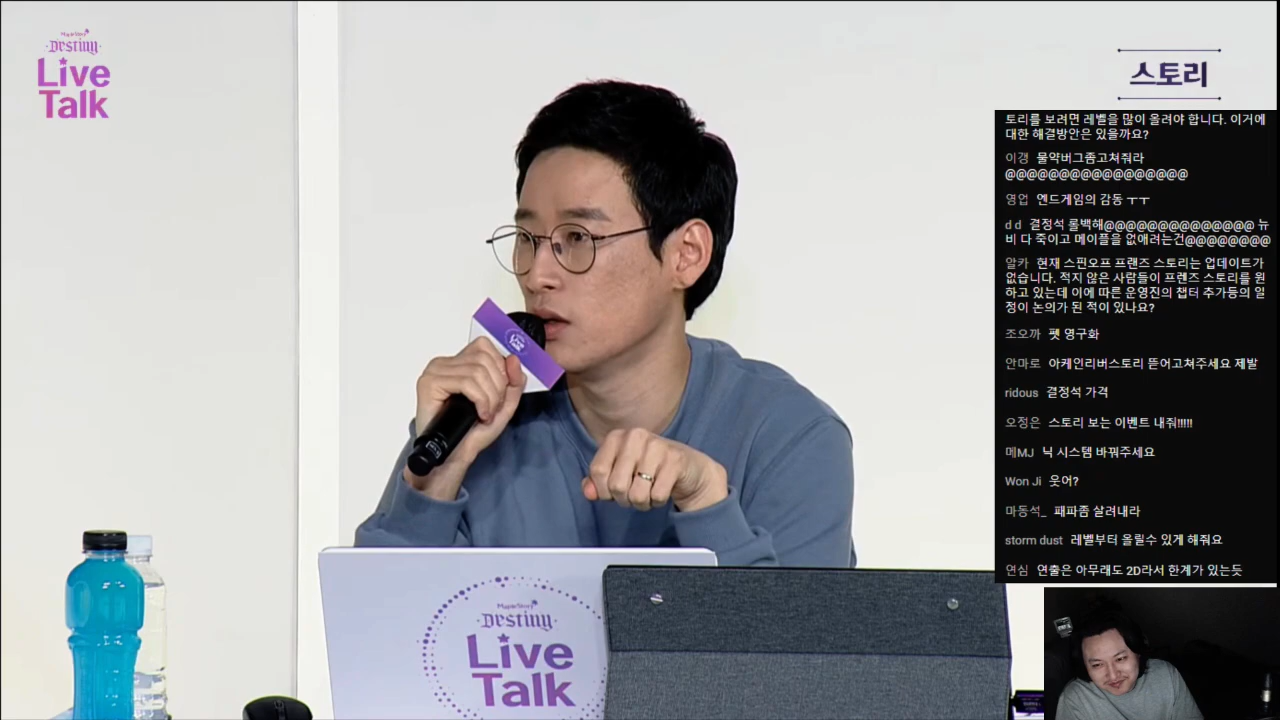 MapleStory
DESTINY
Live
Talk
스토리
토리를 보려면 레벨을 많이 올려야 합니다. 이거에
대한 해결방안은 있을까요?
이갱 물약버그좀고쳐줘라
@@@@@@@@@@@@@@@@@
영업 엔드게임의 감동 ㅜㅜ
d d 결정석 롤백해@@@@@@@@@@@@@@ 뉴
비 다 죽이고 메이플을 없애려는건@@@@@@@@
알카 현재 스핀오프 프랜즈 스토리는 업데이트가
없습니다. 적지 않은 사람들이 프렌즈 스토리를 원
하고 있는데 이에 따른 운영진의 챕터 추가등의 일
정이 논의가 된 적이 있나요?
조오까 펫 영구화
안마로 아케인리버스토리 뜯어고쳐주세요 제발
ridous 결정석 가격
오정은 스토리 보는 이벤트 내줘!!!!!
메MJ 닉 시스템 바꿔주세요
Won Ji 웃어?
마동석_ 패파좀 살려내라
storm dust 레벨부터 올릴수 있게 해줘요
연심 연출은 아무래도 2D라서 한계가 있는듯
Live
Talk
MapleStory
DESTINY
Live
Talk